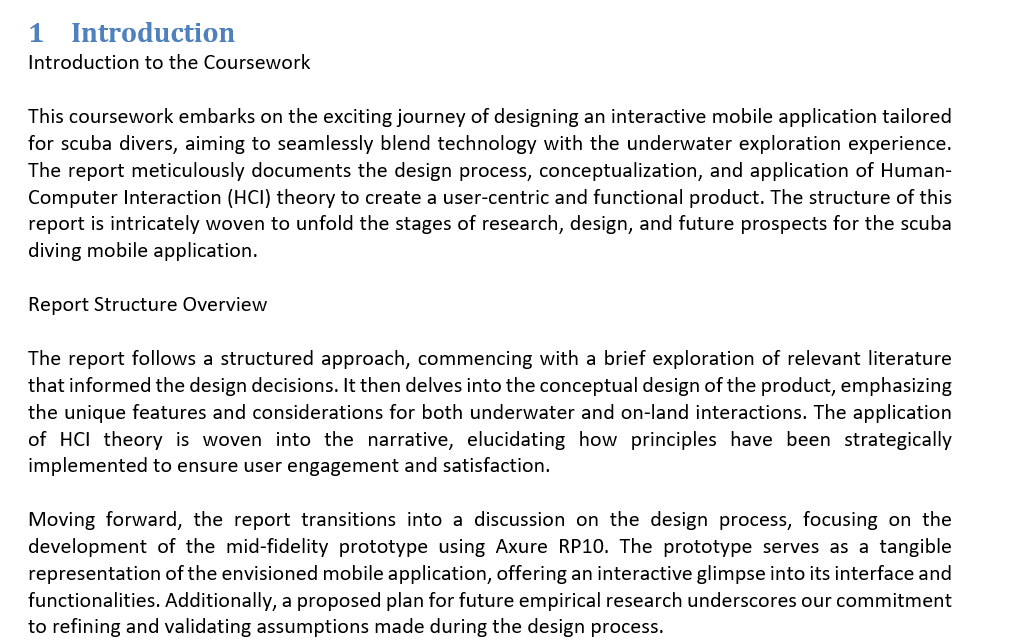 1 Introduction
Introduction to the Coursework
This coursework embarks on the exciting journey of designing an interactive mobile application tailored
for scuba divers, aiming to seamlessly blend technology with the underwater exploration experience.
The report meticulously documents the design process, conceptualization, and application of Human-
Computer Interaction (HCI) theory to create a user-centric and functional product. The structure of this
report is intricately woven to unfold the stages of research, design, and future prospects for the scuba
diving mobile application.
Report Structure Overview
The report follows a structured approach, commencing with a brief exploration of relevant literature
that informed the design decisions. It then delves into the conceptual design of the product, emphasizing
the unique features and considerations for both underwater and on-land interactions. The application
of HCI theory is woven into the narrative, elucidating how principles have been strategically
implemented to ensure user engagement and satisfaction.
Moving forward, the report transitions into a discussion on the design process, focusing on the
development of the mid-fidelity prototype using Axure RP10. The prototype serves as a tangible
representation of the envisioned mobile application, offering an interactive glimpse into its interface and
functionalities. Additionally, a proposed plan for future empirical research underscores our commitment
to refining and validating assumptions made during the design process.